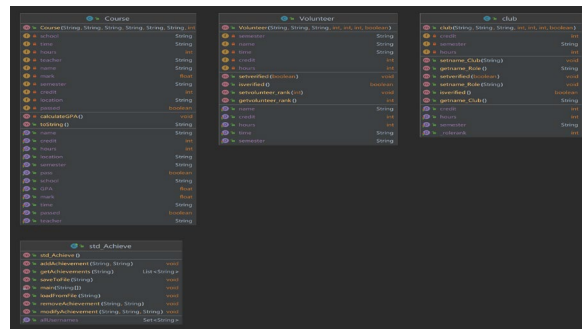 Course
Course(String, String, String, String, String, int
school String
time String
hours int
teacher String
name String
mark float
semester String
credit int
location String
passed boolean
calculateGPA() void
toString() String
name String
credit int
hours int
location String
semester String
pass boolean
school String
GPA float
mark float
time String
passed boolean
teacher String
Volunteer
Volunteer(String, String, String, int, int, int, boolean)
semester String
name String
time String
credit int
hours int
setverified(boolean) void
isverified() boolean
setvolunteer_rank(int) void
getvolunteer_rank() int
name String
credit int
hours int
time String
semester String
club
club(String, String, String, int, int, int, boolean)
credit int
semester String
hours int
setname_Club(String) void
getname_Role() String
setverified(boolean) void
setname_Role(String) void
isverified() boolean
getname_Club() String
credit int
hours int
semester String
_rolerank int
std_Achieve
std_Achieve()
addAchievement(String, String) void
getAchievements(String) List<String>
saveToFile(String) void
main(String[]) void
loadFromFile(String) void
removeAchievement(String, String) void
modifyAchievement(String, String, String) void
allUsernames Set<String>